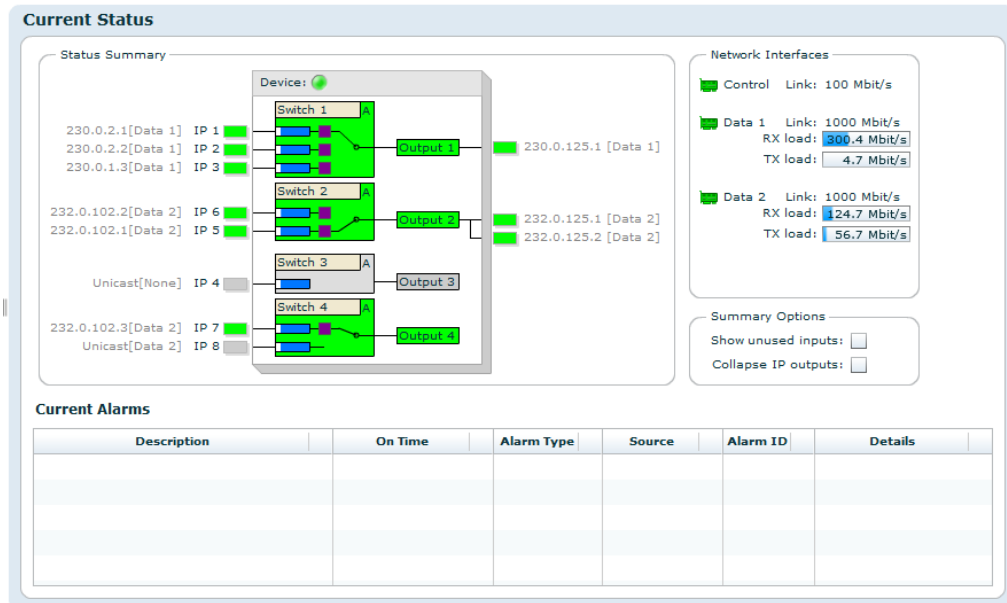 Current Status
Status Summary
Device:
Switch 1 A
230.0.2.1[Data 1] IP 1
230.0.2.2[Data 1] IP 2
230.0.1.3[Data 1] IP 3
Output 1
230.0.125.1 [Data 1]
Switch 2 A
232.0.102.2[Data 2] IP 6
232.0.102.1[Data 2] IP 5
Output 2
232.0.125.1 [Data 2]
232.0.125.2 [Data 2]
Switch 3 A
Unicast[None] IP 4
Output 3
Switch 4 A
232.0.102.3[Data 2] IP 7
Unicast[Data 2] IP 8
Output 4
Network Interfaces
Control Link: 100 Mbit/s
Data 1 Link: 1000 Mbit/s
RX load: 300.4 Mbit/s
TX load: 4.7 Mbit/s
Data 2 Link: 1000 Mbit/s
RX load: 124.7 Mbit/s
TX load: 56.7 Mbit/s
Summary Options
Show unused inputs:
Collapse IP outputs:
Current Alarms
Description On Time Alarm Type Source Alarm ID Details